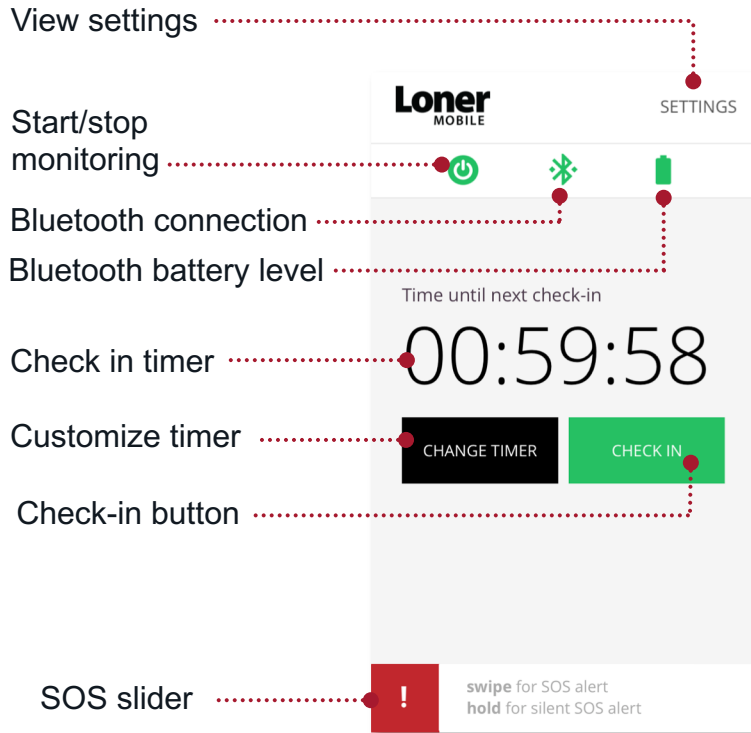 View settings
Loner
MOBILE
SETTINGS
Start/stop
monitoring
Bluetooth connection
Bluetooth battery level
Time until next check-in
Check in timer
00:59:58
Customize timer
CHANGE TIMER
CHECK IN
Check-in button
SOS slider
!
swipe for SOS alert
hold for silent SOS alert